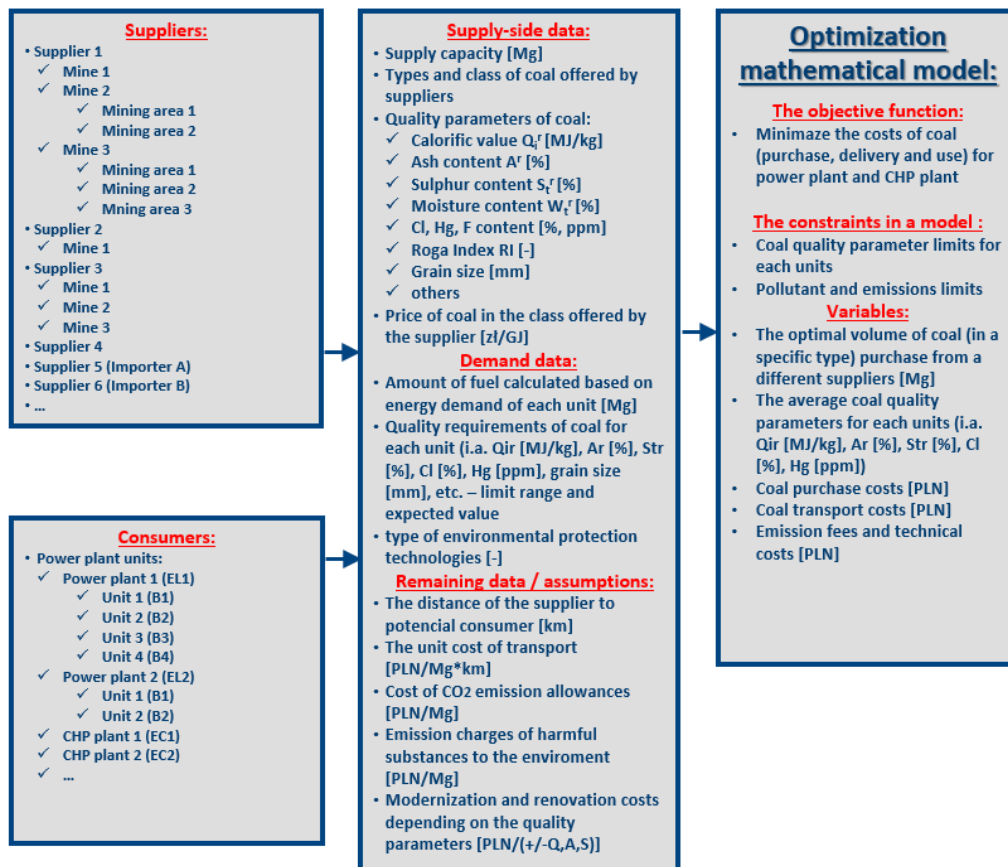 Suppliers:
• Supplier 1
✓ Mine 1
✓ Mine 2
✓ Mining area 1
✓ Mining area 2
✓ Mine 3
✓ Mining area 1
✓ Mining area 2
✓ Mning area 3
• Supplier 2
✓ Mine 1
• Supplier 3
✓ Mine 1
✓ Mine 2
✓ Mine 3
• Supplier 4
• Supplier 5 (Importer A)
• Supplier 6 (Importer B)
• ...
Consumers:
• Power plant units:
✓ Power plant 1 (EL1)
✓ Unit 1 (B1)
✓ Unit 2 (B2)
✓ Unit 3 (B3)
✓ Unit 4 (B4)
✓ Power plant 2 (EL2)
✓ Unit 1 (B1)
✓ Unit 2 (B2)
✓ CHP plant 1 (EC1)
✓ CHP plant 2 (EC2)
✓ ...
Supply-side data:
• Supply capacity [Mg]
• Types and class of coal offered by
suppliers
• Quality parameters of coal:
✓ Calorific value Qᵢʳ [MJ/kg]
✓ Ash content Aʳ [%]
✓ Sulphur content Sₜʳ [%]
✓ Moisture content Wₜʳ [%]
✓ Cl, Hg, F content [%, ppm]
✓ Roga Index RI [-]
✓ Grain size [mm]
✓ others
• Price of coal in the class offered by
the supplier [zł/GJ]
Demand data:
• Amount of fuel calculated based on
energy demand of each unit [Mg]
• Quality requirements of coal for
each unit (i.a. Qir [MJ/kg], Ar [%], Str
[%], Cl [%], Hg [ppm], grain size
[mm], etc. – limit range and
expected value
• type of environmental protection
technologies [-]
Remaining data / assumptions:
• The distance of the supplier to
potencial consumer [km]
• The unit cost of transport
[PLN/Mg*km]
• Cost of CO2 emission allowances
[PLN/Mg]
• Emission charges of harmful
substances to the enviroment
[PLN/Mg]
• Modernization and renovation costs
depending on the quality
parameters [PLN/(+/-Q,A,S)]
Optimization
mathematical model:
The objective function:
• Minimaze the costs of coal
(purchase, delivery and use) for
power plant and CHP plant
The constraints in a model :
• Coal quality parameter limits for
each units
• Pollutant and emissions limits
Variables:
• The optimal volume of coal (in a
specific type) purchase from a
different suppliers [Mg]
• The average coal quality
parameters for each units (i.a.
Qir [MJ/kg], Ar [%], Str [%], Cl
[%], Hg [ppm])
• Coal purchase costs [PLN]
• Coal transport costs [PLN]
• Emission fees and technical
costs [PLN]